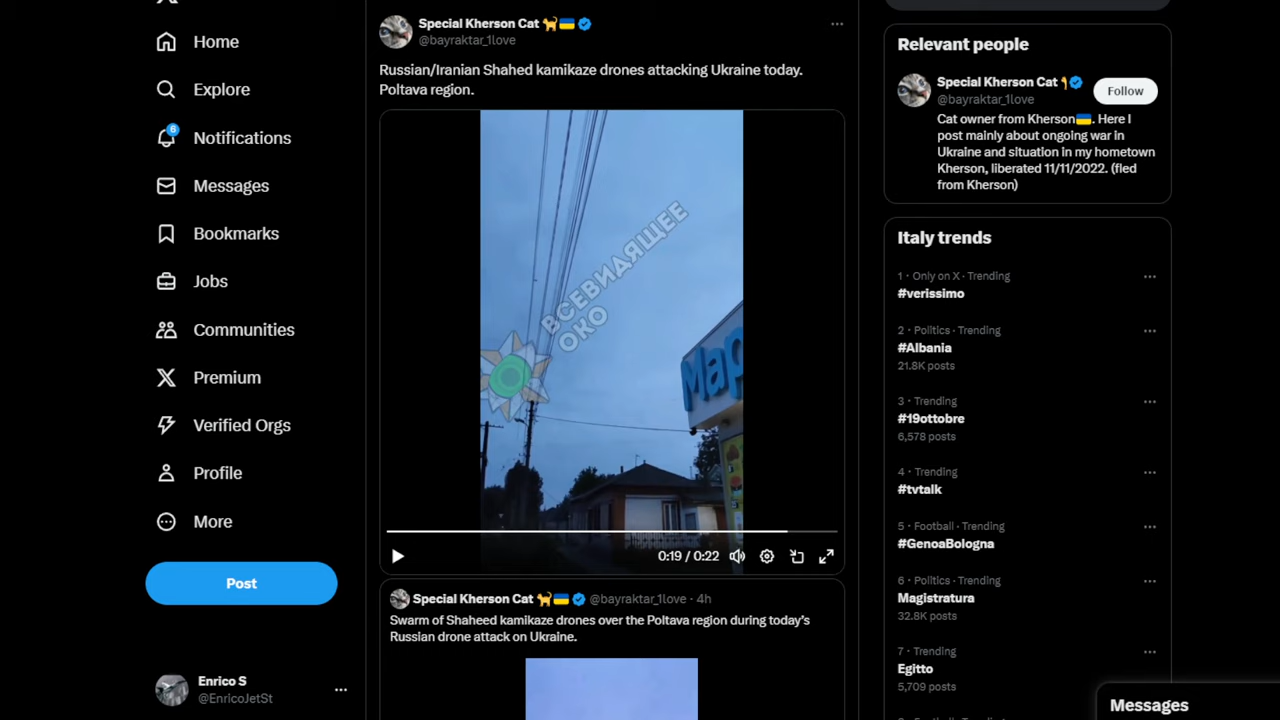 Home
Explore
6
Notifications
Messages
Bookmarks
Jobs
Communities
Premium
Verified Orgs
Profile
More
Post
Enrico S
@EnricoJetSt
Special Kherson Cat
@bayraktar_1love
Russian/Iranian Shahed kamikaze drones attacking Ukraine today.
Poltava region.
ВСЕВИДЯЩЕЕ
ОКО
Мар
0:19 / 0:22
Special Kherson Cat @bayraktar_1love · 4h
Swarm of Shaheed kamikaze drones over the Poltava region during today's
Russian drone attack on Ukraine.
Relevant people
Special Kherson Cat
@bayraktar_1love
Follow
Cat owner from Kherson. Here I
post mainly about ongoing war in
Ukraine and situation in my hometown
Kherson, liberated 11/11/2022. (fled
from Kherson)
Italy trends
1 · Only on X · Trending
#verissimo
2 · Politics · Trending
#Albania
21.8K posts
3 · Trending
#19ottobre
6,578 posts
4 · Trending
#tvtalk
5 · Football · Trending
#GenoaBologna
6 · Politics · Trending
Magistratura
32.8K posts
7 · Trending
Egitto
5,709 posts
Messages